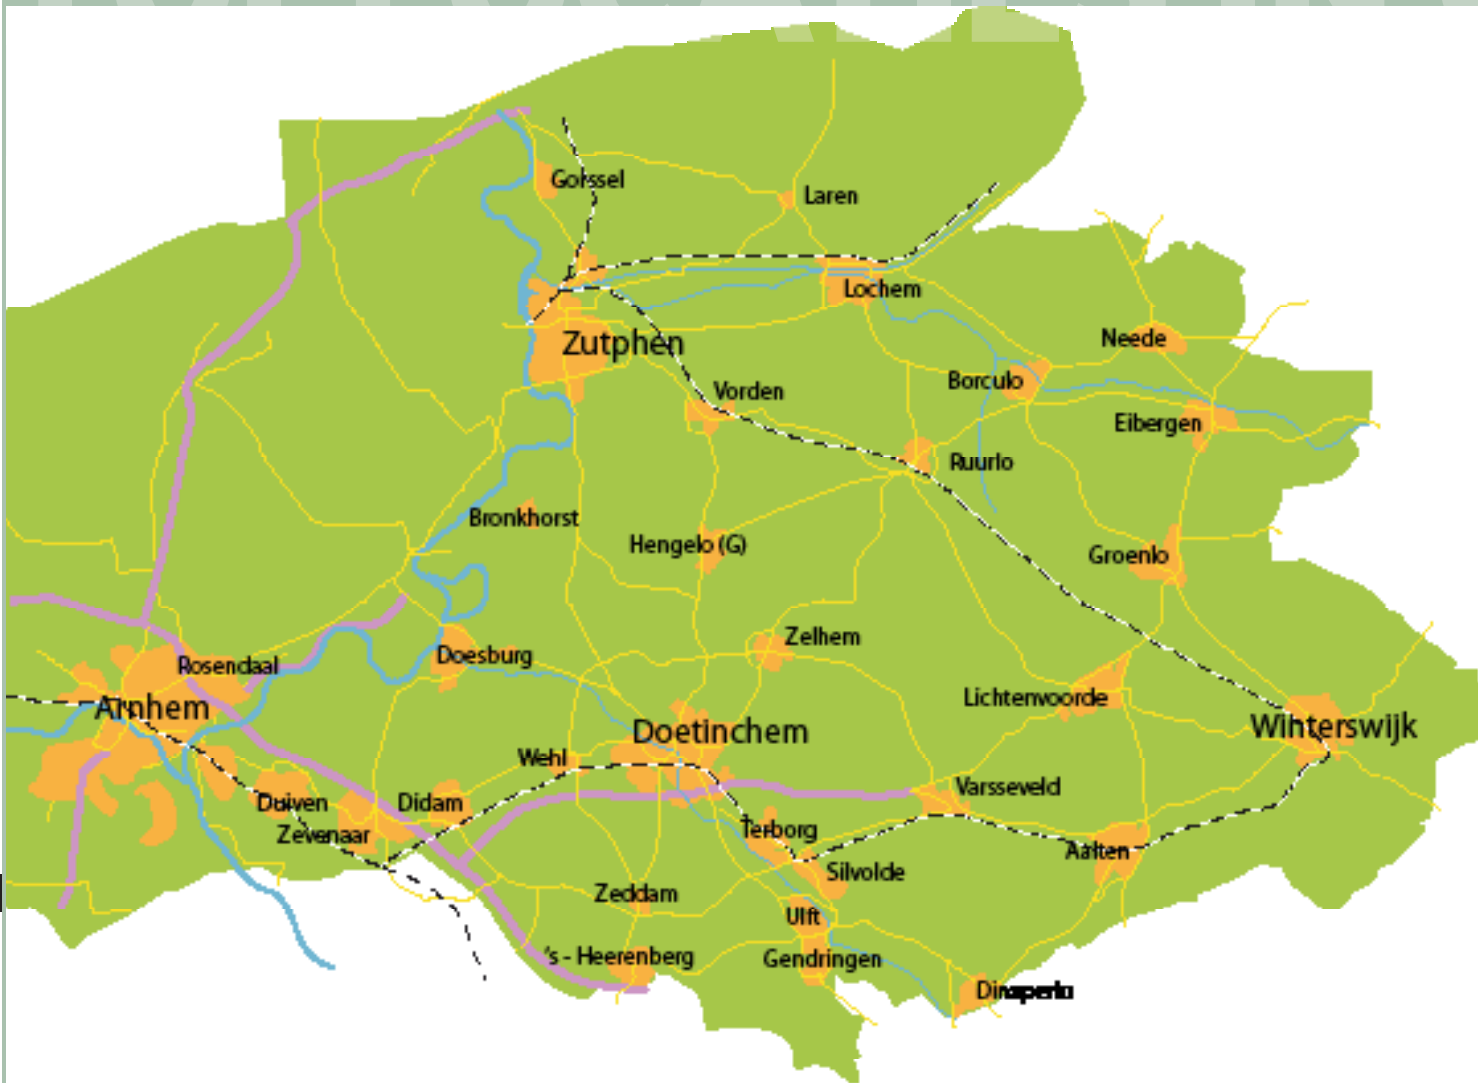 Gorssel
Laren
Lochem
Zutphen
Neede
Borculo
Vorden
Eibergen
Ruurlo
Bronkhorst
Hengelo (G)
Groenlo
Zelhem
Doesburg
Rosendaal
Lichtenvoorde
Arnhem
Doetinchem
Winterswijk
Wehl
Varsseveld
Duiven
Didam
Zevenaar
Terborg
Aalten
Silvolde
Zeddam
Ulft
's - Heerenberg
Gendringen